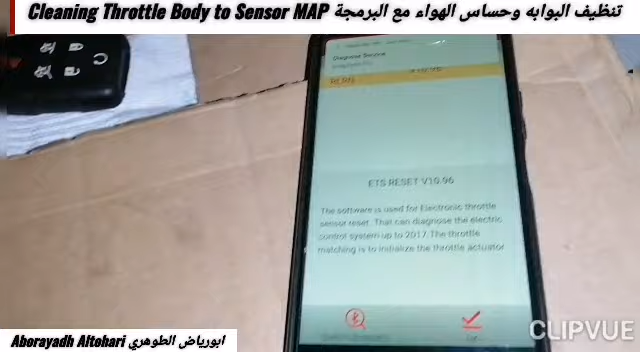 Cleaning Throttle Body to Sensor MAP تنظيف البوابه وحساس الهواء مع البرمجة
Diagnose Service
ETS RESET V10.96
The software is used for Electronic throttle
sensor reset. That can diagnose the electric
control system up to 2017.The throttle
matching is to initialize the throttle actuator
Aborayadh Altohari ابورياض الطوهري
CLIPVUE